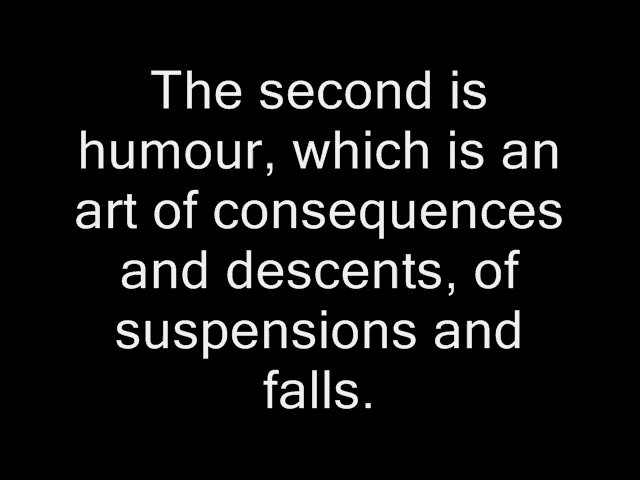 The second is
humour, which is an
art of consequences
and descents, of
suspensions and
falls.